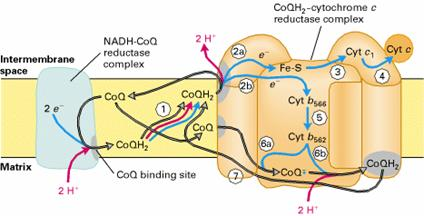 CoQH2-cytochrome c
reductase complex
NADH-CoQ
reductase
complex
2 H+
Intermembrane
space
2a
e-
Fe-S
Cyt c1
Cyt c
3
4
2 e-
CoQ
1
CoQH2
2b
e-
Cyt b566
5
CoQ
Cyt b562
CoQH2
6a
6b
Matrix
CoQ binding site
7
CoQ-
CoQH2
2 H+
2 H+